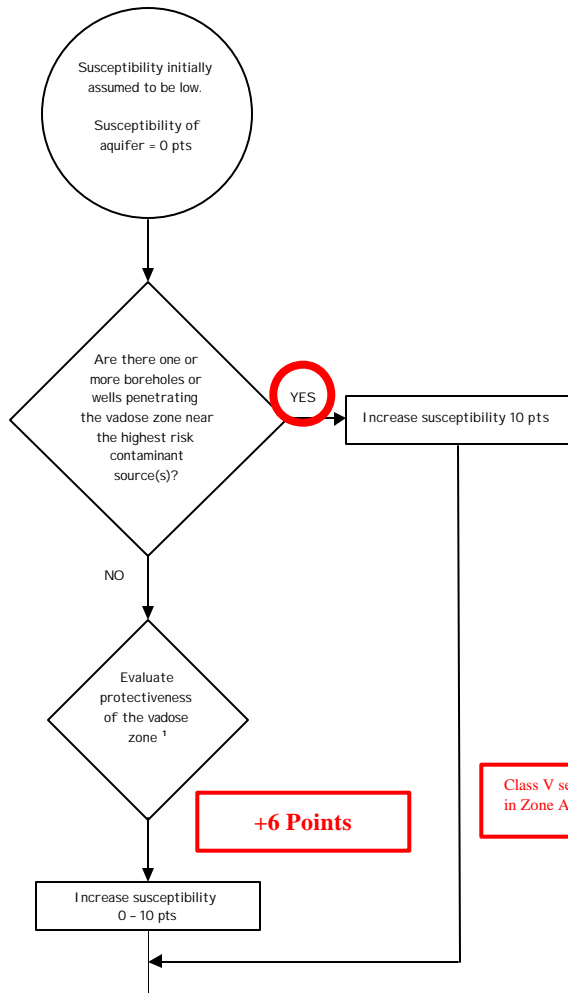 Susceptibility initially
assumed to be low.
Susceptibility of
aquifer = 0 pts
Are there one or
more boreholes or
wells penetrating
the vadose zone near
the highest risk
contaminant
source(s)?
YES
Increase susceptibility 10 pts
NO
Evaluate
protectiveness
of the vadose
zone ¹
+6 Points
Class V se
in Zone A
Increase susceptibility
0 – 10 pts